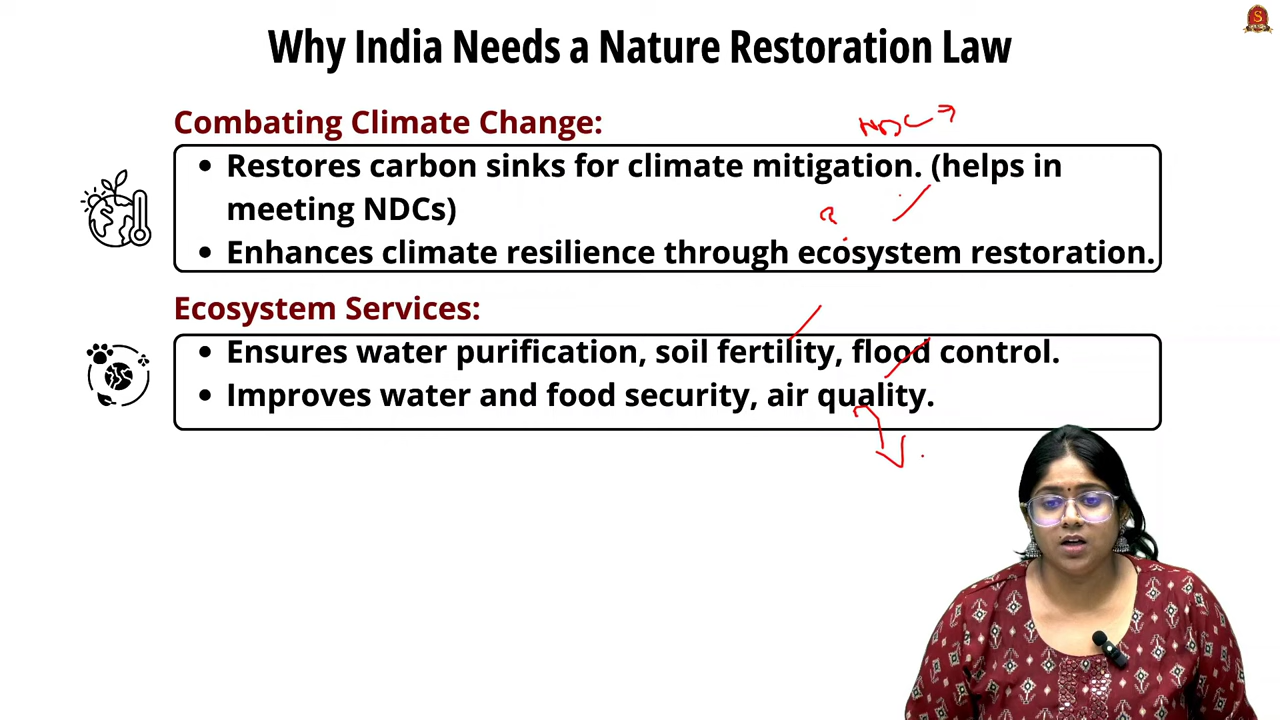 Why India Needs a Nature Restoration Law
NDC →
Combating Climate Change:
• Restores carbon sinks for climate mitigation. (helps in
meeting NDCs)
• Enhances climate resilience through ecosystem restoration.
Ecosystem Services:
• Ensures water purification, soil fertility, flood control.
• Improves water and food security, air quality.